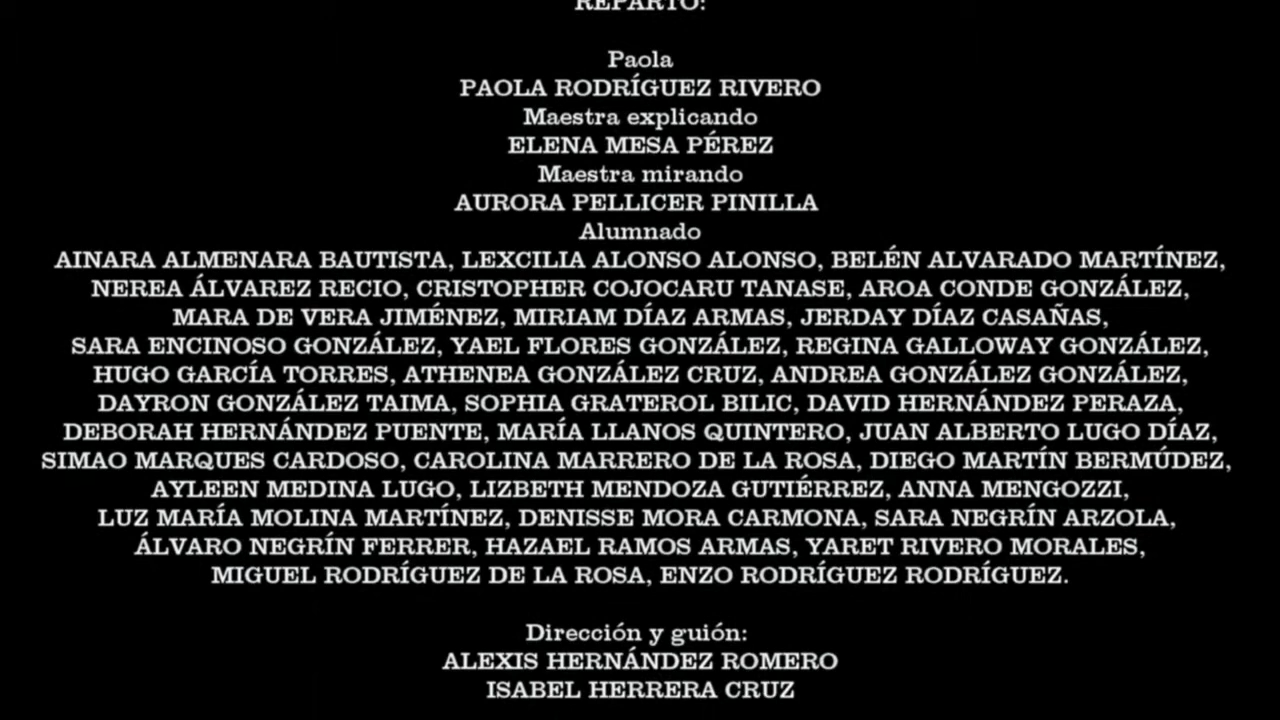 REPARTO:
Paola
PAOLA RODRÍGUEZ RIVERO
Maestra explicando
ELENA MESA PÉREZ
Maestra mirando
AURORA PELLICER PINILLA
Alumnado
AINARA ALMENARA BAUTISTA, LEXCILIA ALONSO ALONSO, BELÉN ALVARADO MARTÍNEZ,
NEREA ÁLVAREZ RECIO, CRISTOPHER COJOCARU TANASE, AROA CONDE GONZÁLEZ,
MARA DE VERA JIMÉNEZ, MIRIAM DÍAZ ARMAS, JERDAY DÍAZ CASAÑAS,
SARA ENCINOSO GONZÁLEZ, YAEL FLORES GONZÁLEZ, REGINA GALLOWAY GONZÁLEZ,
HUGO GARCÍA TORRES, ATHENEA GONZÁLEZ CRUZ, ANDREA GONZÁLEZ GONZÁLEZ,
DAYRON GONZÁLEZ TAIMA, SOPHIA GRATEROL BILIC, DAVID HERNÁNDEZ PERAZA,
DEBORAH HERNÁNDEZ PUENTE, MARÍA LLANOS QUINTERO, JUAN ALBERTO LUGO DÍAZ,
SIMAO MARQUES CARDOSO, CAROLINA MARRERO DE LA ROSA, DIEGO MARTÍN BERMÚDEZ,
AYLEEN MEDINA LUGO, LIZBETH MENDOZA GUTIÉRREZ, ANNA MENGOZZI,
LUZ MARÍA MOLINA MARTÍNEZ, DENISSE MORA CARMONA, SARA NEGRÍN ARZOLA,
ÁLVARO NEGRÍN FERRER, HAZAEL RAMOS ARMAS, YARET RIVERO MORALES,
MIGUEL RODRÍGUEZ DE LA ROSA, ENZO RODRÍGUEZ RODRÍGUEZ.
Dirección y guión:
ALEXIS HERNÁNDEZ ROMERO
ISABEL HERRERA CRUZ